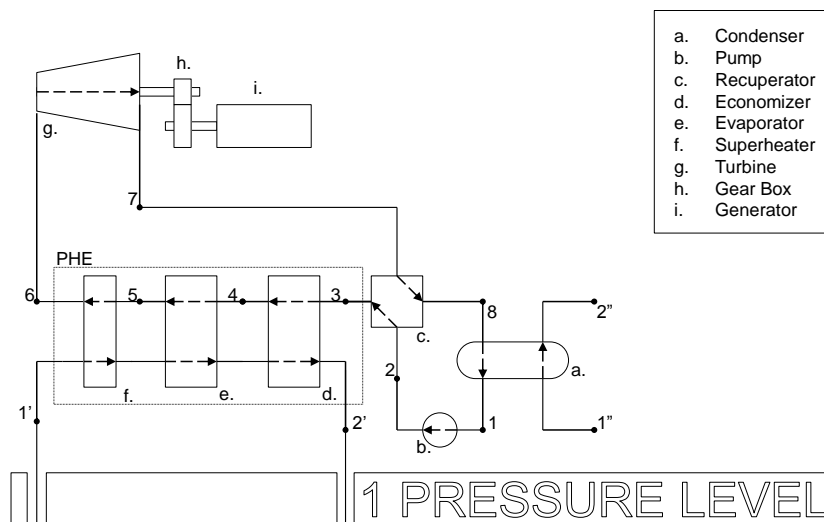 a. Condenser
b. Pump
c. Recuperator
d. Economizer
e. Evaporator
f. Superheater
g. Turbine
h. Gear Box
i. Generator
h.
i.
g.
7
PHE
6
5
4
3
8
2"
c.
2
a.
f.
e.
d.
1'
2'
b.
1
1"
1 PRESSURE LEVEL